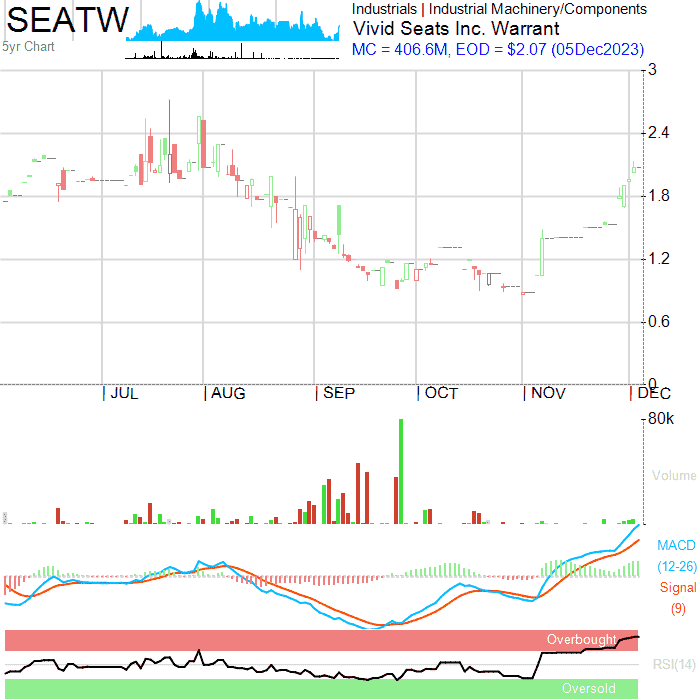 SEATW
5yr Chart
Industrials | Industrial Machinery/Components
Vivid Seats Inc. Warrant
MC = 406.6M, EOD = $2.07 (05Dec2023)
3
2.4
1.8
1.2
0.6
0
JUL AUG SEP OCT NOV DEC
80k
Volume
MACD
(12-26)
Signal
(9)
Overbought
RSI(14)
Oversold